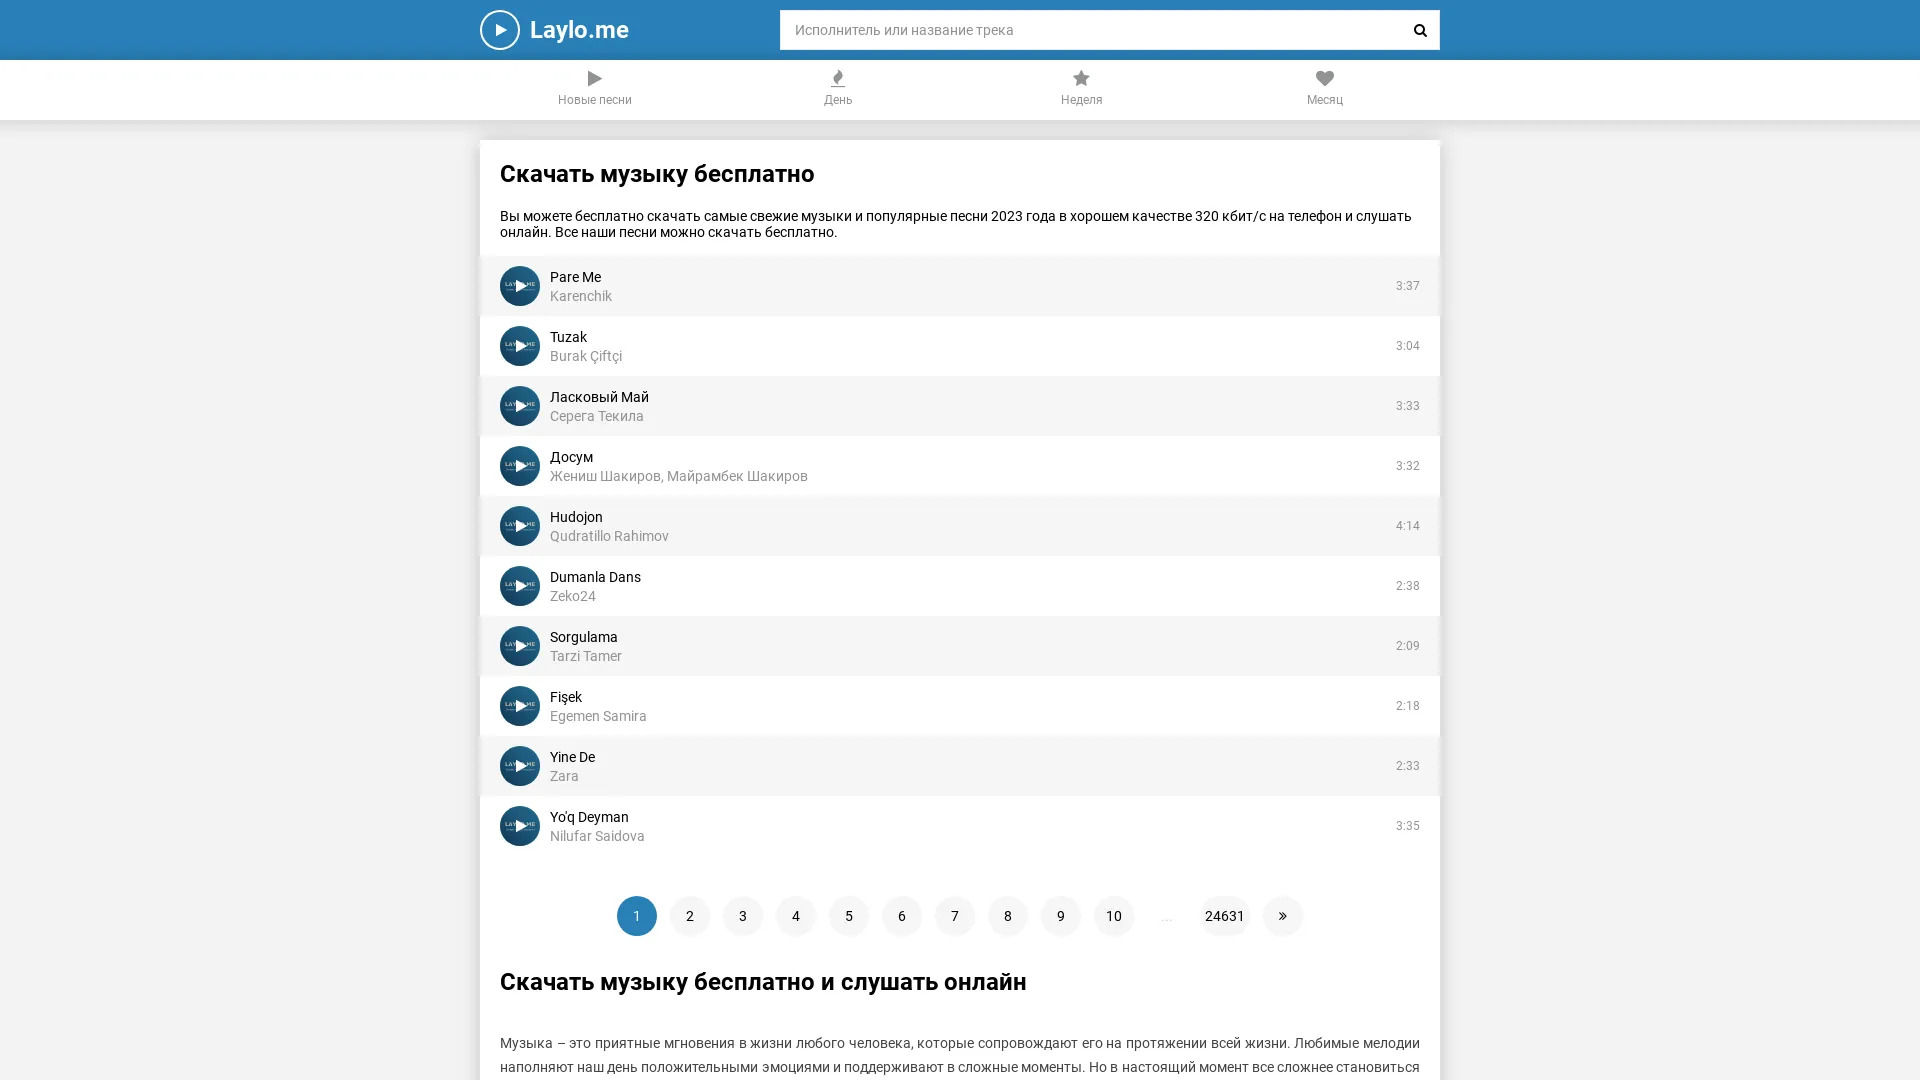 Laylo.me
Исполнитель или название трека
Новые песни
День
Неделя
Месяц
Скачать музыку бесплатно
Вы можете бесплатно скачать самые свежие музыки и популярные песни 2023 года в хорошем качестве 320 кбит/с на телефон и слушать
онлайн. Все наши песни можно скачать бесплатно.
Pare Me
Karenchik
3:37
Tuzak
Burak Çiftçi
3:04
Ласковый Май
Серега Текила
3:33
Досум
Жениш Шакиров, Майрамбек Шакиров
3:32
Hudojon
Qudratillo Rahimov
4:14
Dumanla Dans
Zeko24
2:38
Sorgulama
Tarzi Tamer
2:09
Fişek
Egemen Samira
2:18
Yine De
Zara
2:33
Yo'q Deyman
Nilufar Saidova
3:35
1 2 3 4 5 6 7 8 9 10 ... 24631 »
Скачать музыку бесплатно и слушать онлайн
Музыка – это приятные мгновения в жизни любого человека, которые сопровождают его на протяжении всей жизни. Любимые мелодии
наполняют наш день положительными эмоциями и поддерживают в сложные моменты. Но в настоящий момент все сложнее становиться